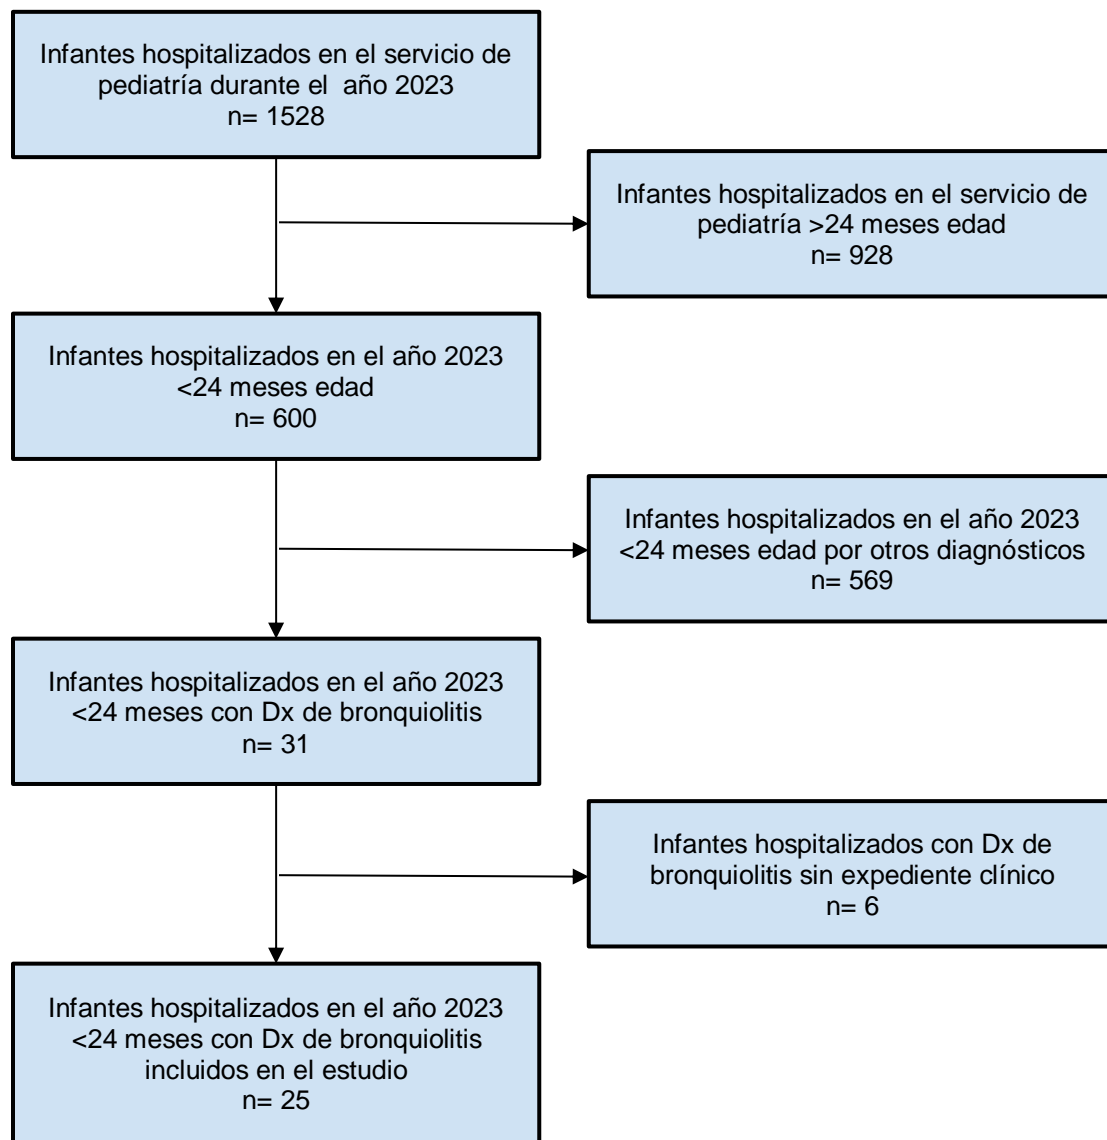 Infantes hospitalizados en el servicio de
pediatría durante el año 2023
n= 1528
Infantes hospitalizados en el servicio de
pediatría >24 meses edad
n= 928
Infantes hospitalizados en el año 2023
<24 meses edad
n= 600
Infantes hospitalizados en el año 2023
<24 meses edad por otros diagnósticos
n= 569
Infantes hospitalizados en el año 2023
<24 meses con Dx de bronquiolitis
n= 31
Infantes hospitalizados con Dx de
bronquiolitis sin expediente clínico
n= 6
Infantes hospitalizados en el año 2023
<24 meses con Dx de bronquiolitis
incluidos en el estudio
n= 25